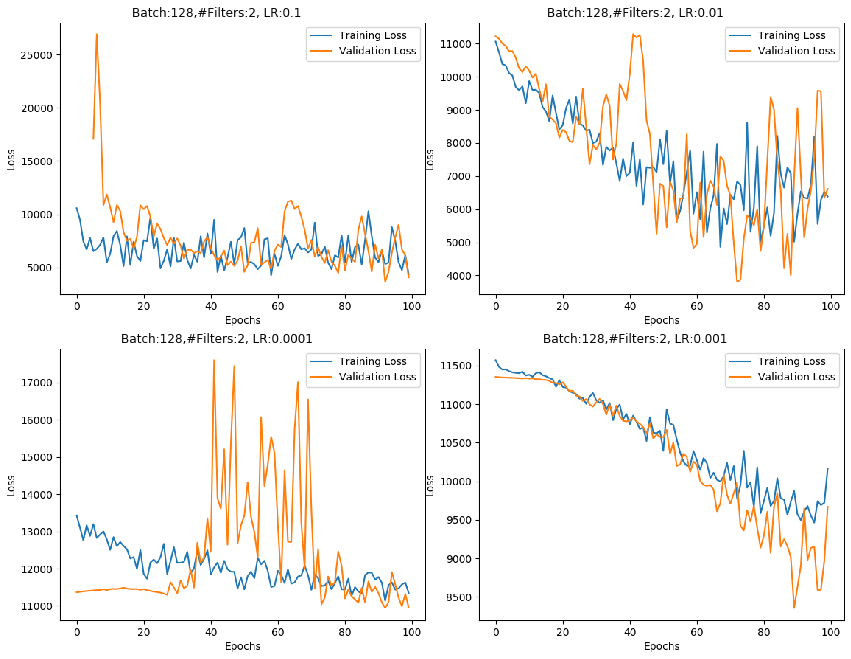 Batch:128,#Filters:2, LR:0.1
Training Loss
Validation Loss
25000
20000
15000
10000
5000
Loss
0 20 40 60 80 100
Epochs
Batch:128,#Filters:2, LR:0.01
Training Loss
Validation Loss
11000
10000
9000
8000
7000
6000
5000
4000
Loss
0 20 40 60 80 100
Epochs
Batch:128,#Filters:2, LR:0.0001
Training Loss
Validation Loss
17000
16000
15000
14000
13000
12000
11000
Loss
0 20 40 60 80 100
Epochs
Batch:128,#Filters:2, LR:0.001
Training Loss
Validation Loss
11500
11000
10500
10000
9500
9000
8500
Loss
0 20 40 60 80 100
Epochs